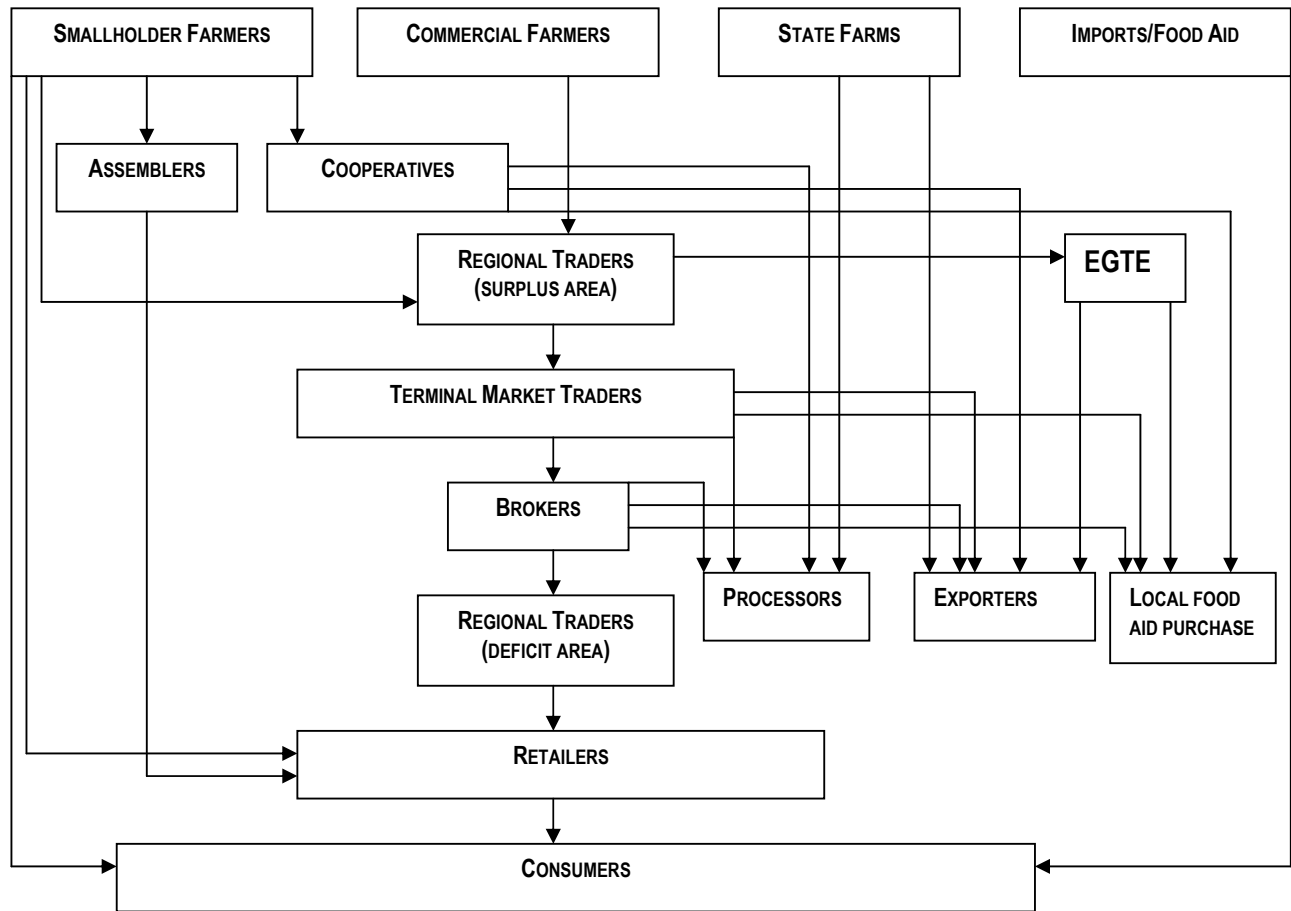 SMALLHOLDER FARMERS
COMMERCIAL FARMERS
STATE FARMS
IMPORTS/FOOD AID
ASSEMBLERS
COOPERATIVES
REGIONAL TRADERS
(SURPLUS AREA)
EGTE
TERMINAL MARKET TRADERS
BROKERS
PROCESSORS
EXPORTERS
LOCAL FOOD
AID PURCHASE
REGIONAL TRADERS
(DEFICIT AREA)
RETAILERS
CONSUMERS